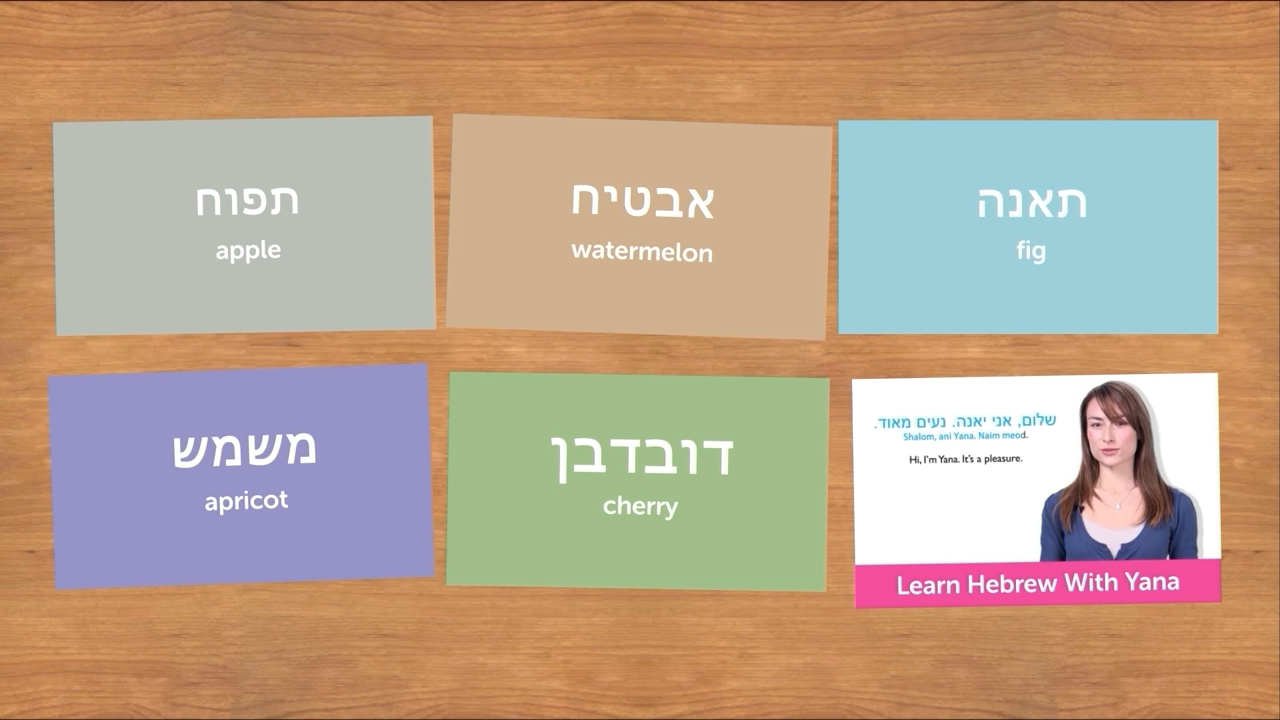 תפוח
apple
אבטיח
watermelon
תאנה
fig
משמש
apricot
דובדבן
cherry
שלום, אני יאנה. נעים מאוד.
Shalom, ani Yana. Naim meod.
Hi, I'm Yana. It's a pleasure.
Learn Hebrew With Yana